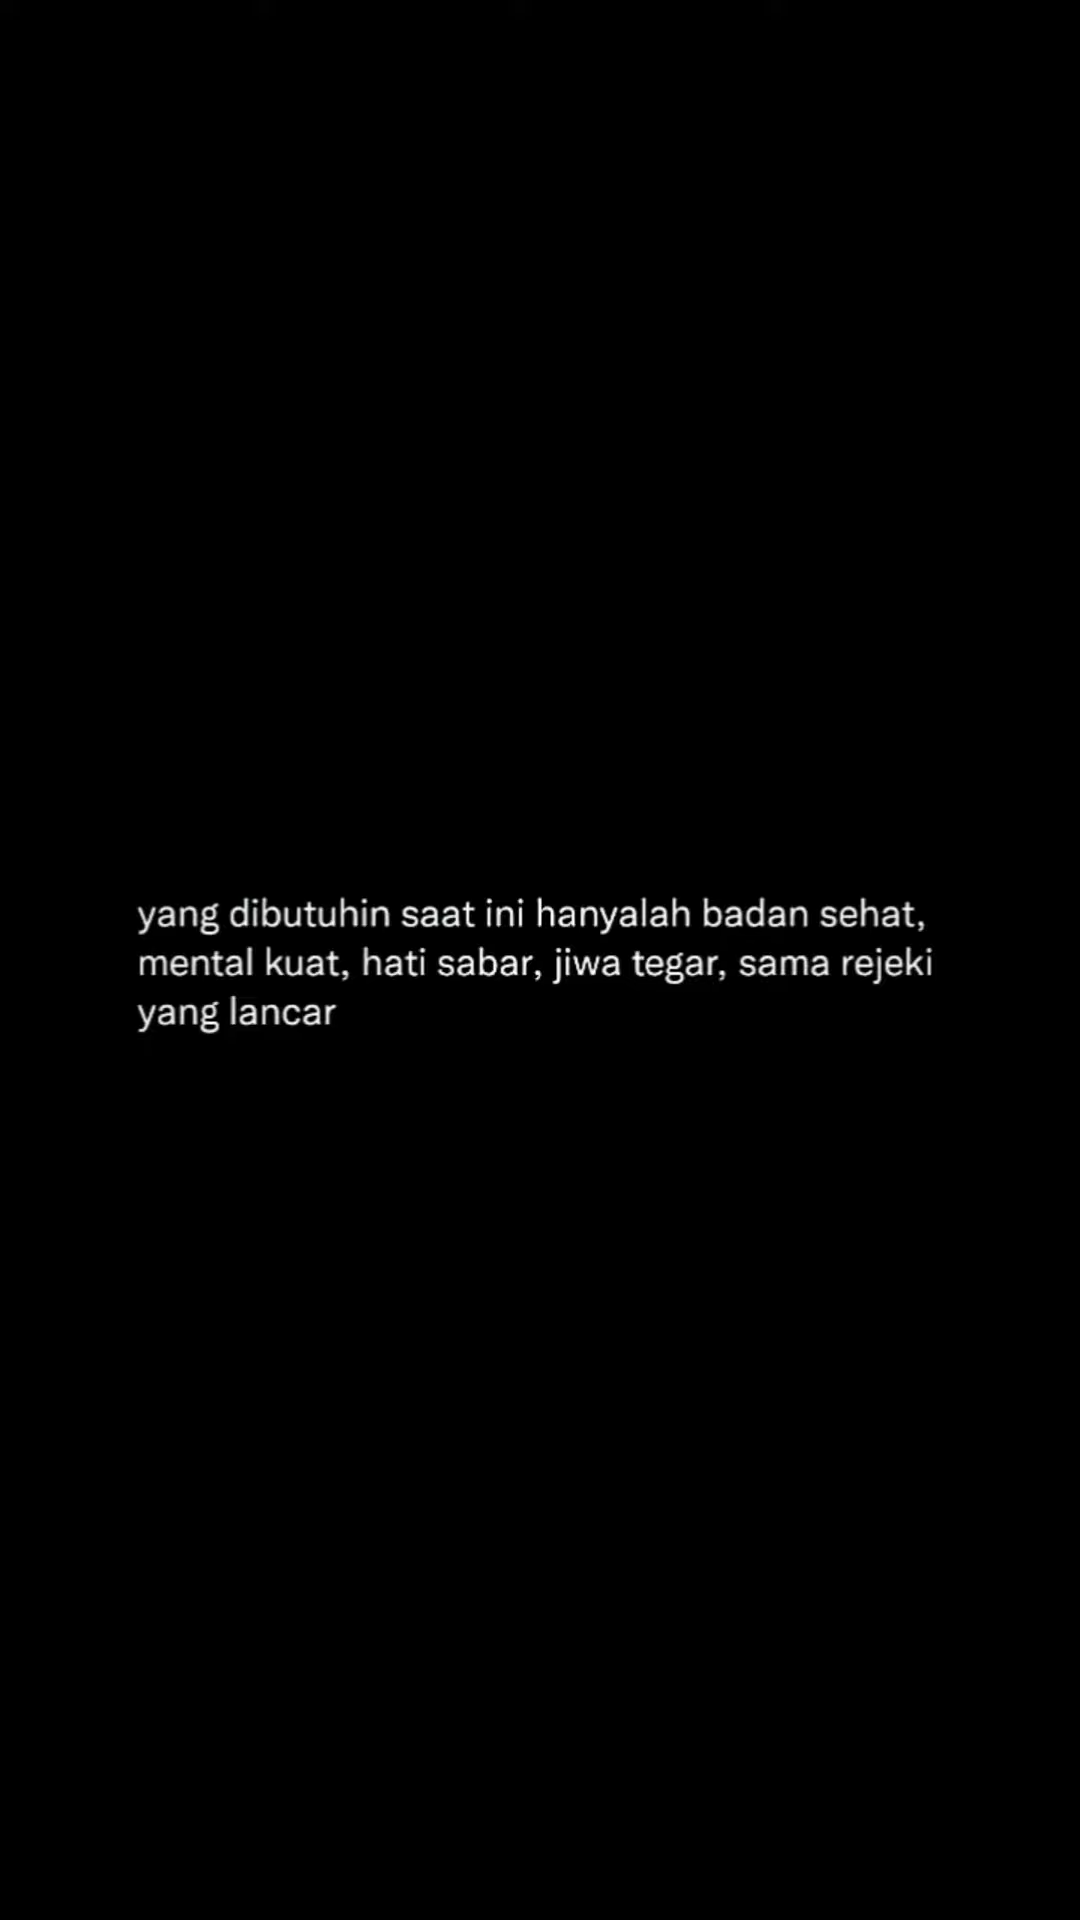 yang dibutuhin saat ini hanyalah badan sehat,
mental kuat, hati sabar, jiwa tegar, sama rejeki
yang lancar